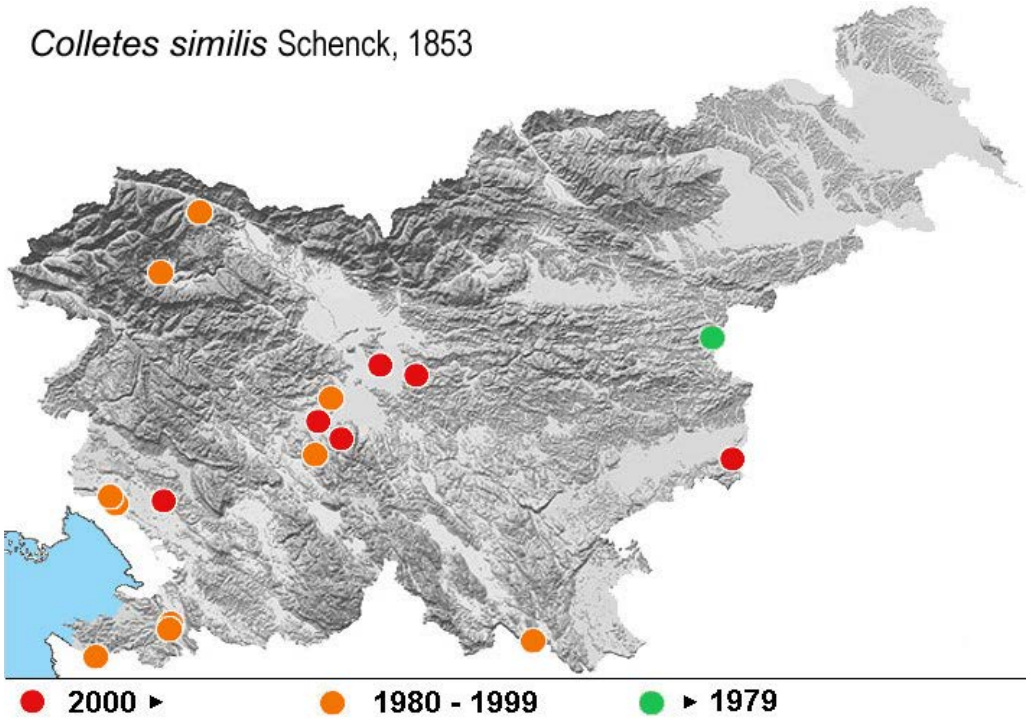 Colletes similis Schenck, 1853
2000 ► 1980 - 1999 ► 1979